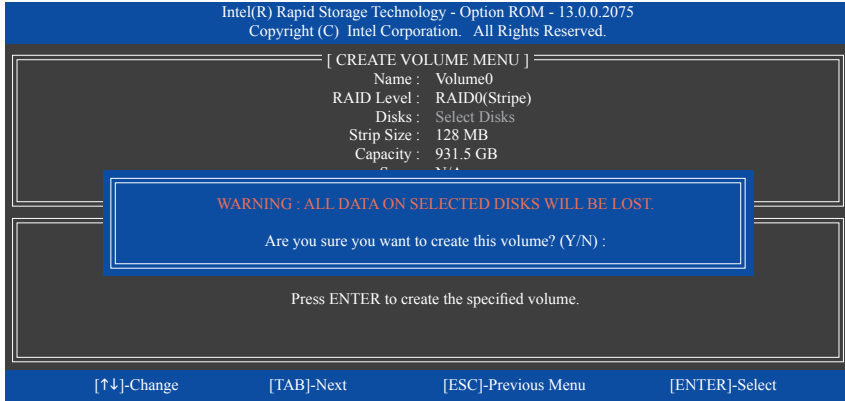 Intel(R) Rapid Storage Technology - Option ROM - 13.0.0.2075
Copyright (C) Intel Corporation. All Rights Reserved.
[ CREATE VOLUME MENU ]
Name : Volume0
RAID Level : RAID0(Stripe)
Disks : Select Disks
Strip Size : 128 MB
Capacity : 931.5 GB
WARNING : ALL DATA ON SELECTED DISKS WILL BE LOST.
Are you sure you want to create this volume? (Y/N) :
Press ENTER to create the specified volume.
[↑↓]-Change [TAB]-Next [ESC]-Previous Menu [ENTER]-Select